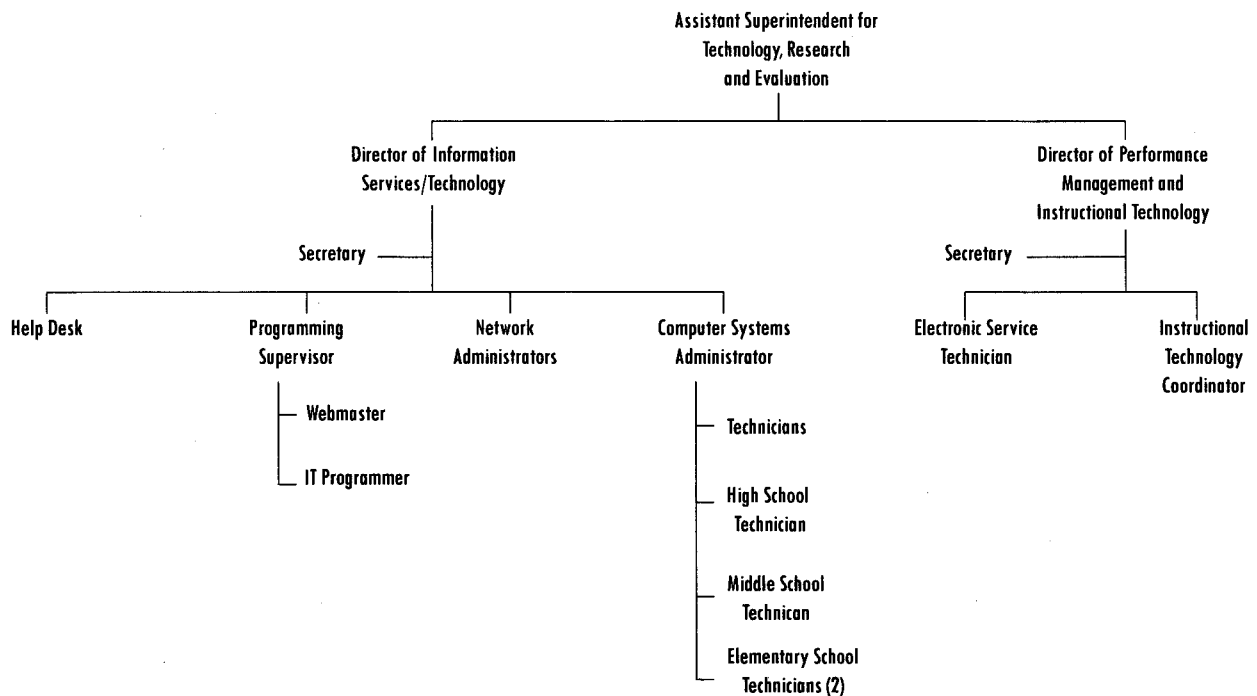 Assistant Superintendent for
Technology, Research
and Evaluation
Director of Information
Services/Technology
Director of Performance
Management and
Instructional Technology
Secretary
Secretary
Help Desk
Programming
Supervisor
Network
Administrators
Computer Systems
Administrator
Electronic Service
Technician
Instructional
Technology
Coordinator
Webmaster
IT Programmer
Technicians
High School
Technician
Middle School
Technican
Elementary School
Technicians (2)